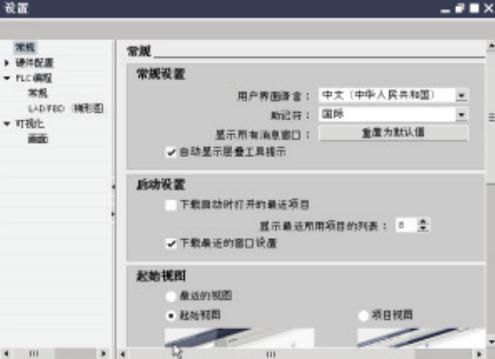 设置
常规
硬件配置
PLC 编程
常规
LAD/FBD（梯形图
可视化
画面
常规
常规设置
用户界面语言：中文（中华人民共和国）
助记符：国际
显示所有消息窗口：重置为默认值
自动显示层叠工具提示
启动设置
下载启动时打开的最近项目
显示最近所用项目的列表：8
下载最近的窗口设置
起始视图
最近的视图
起始视图 项目视图